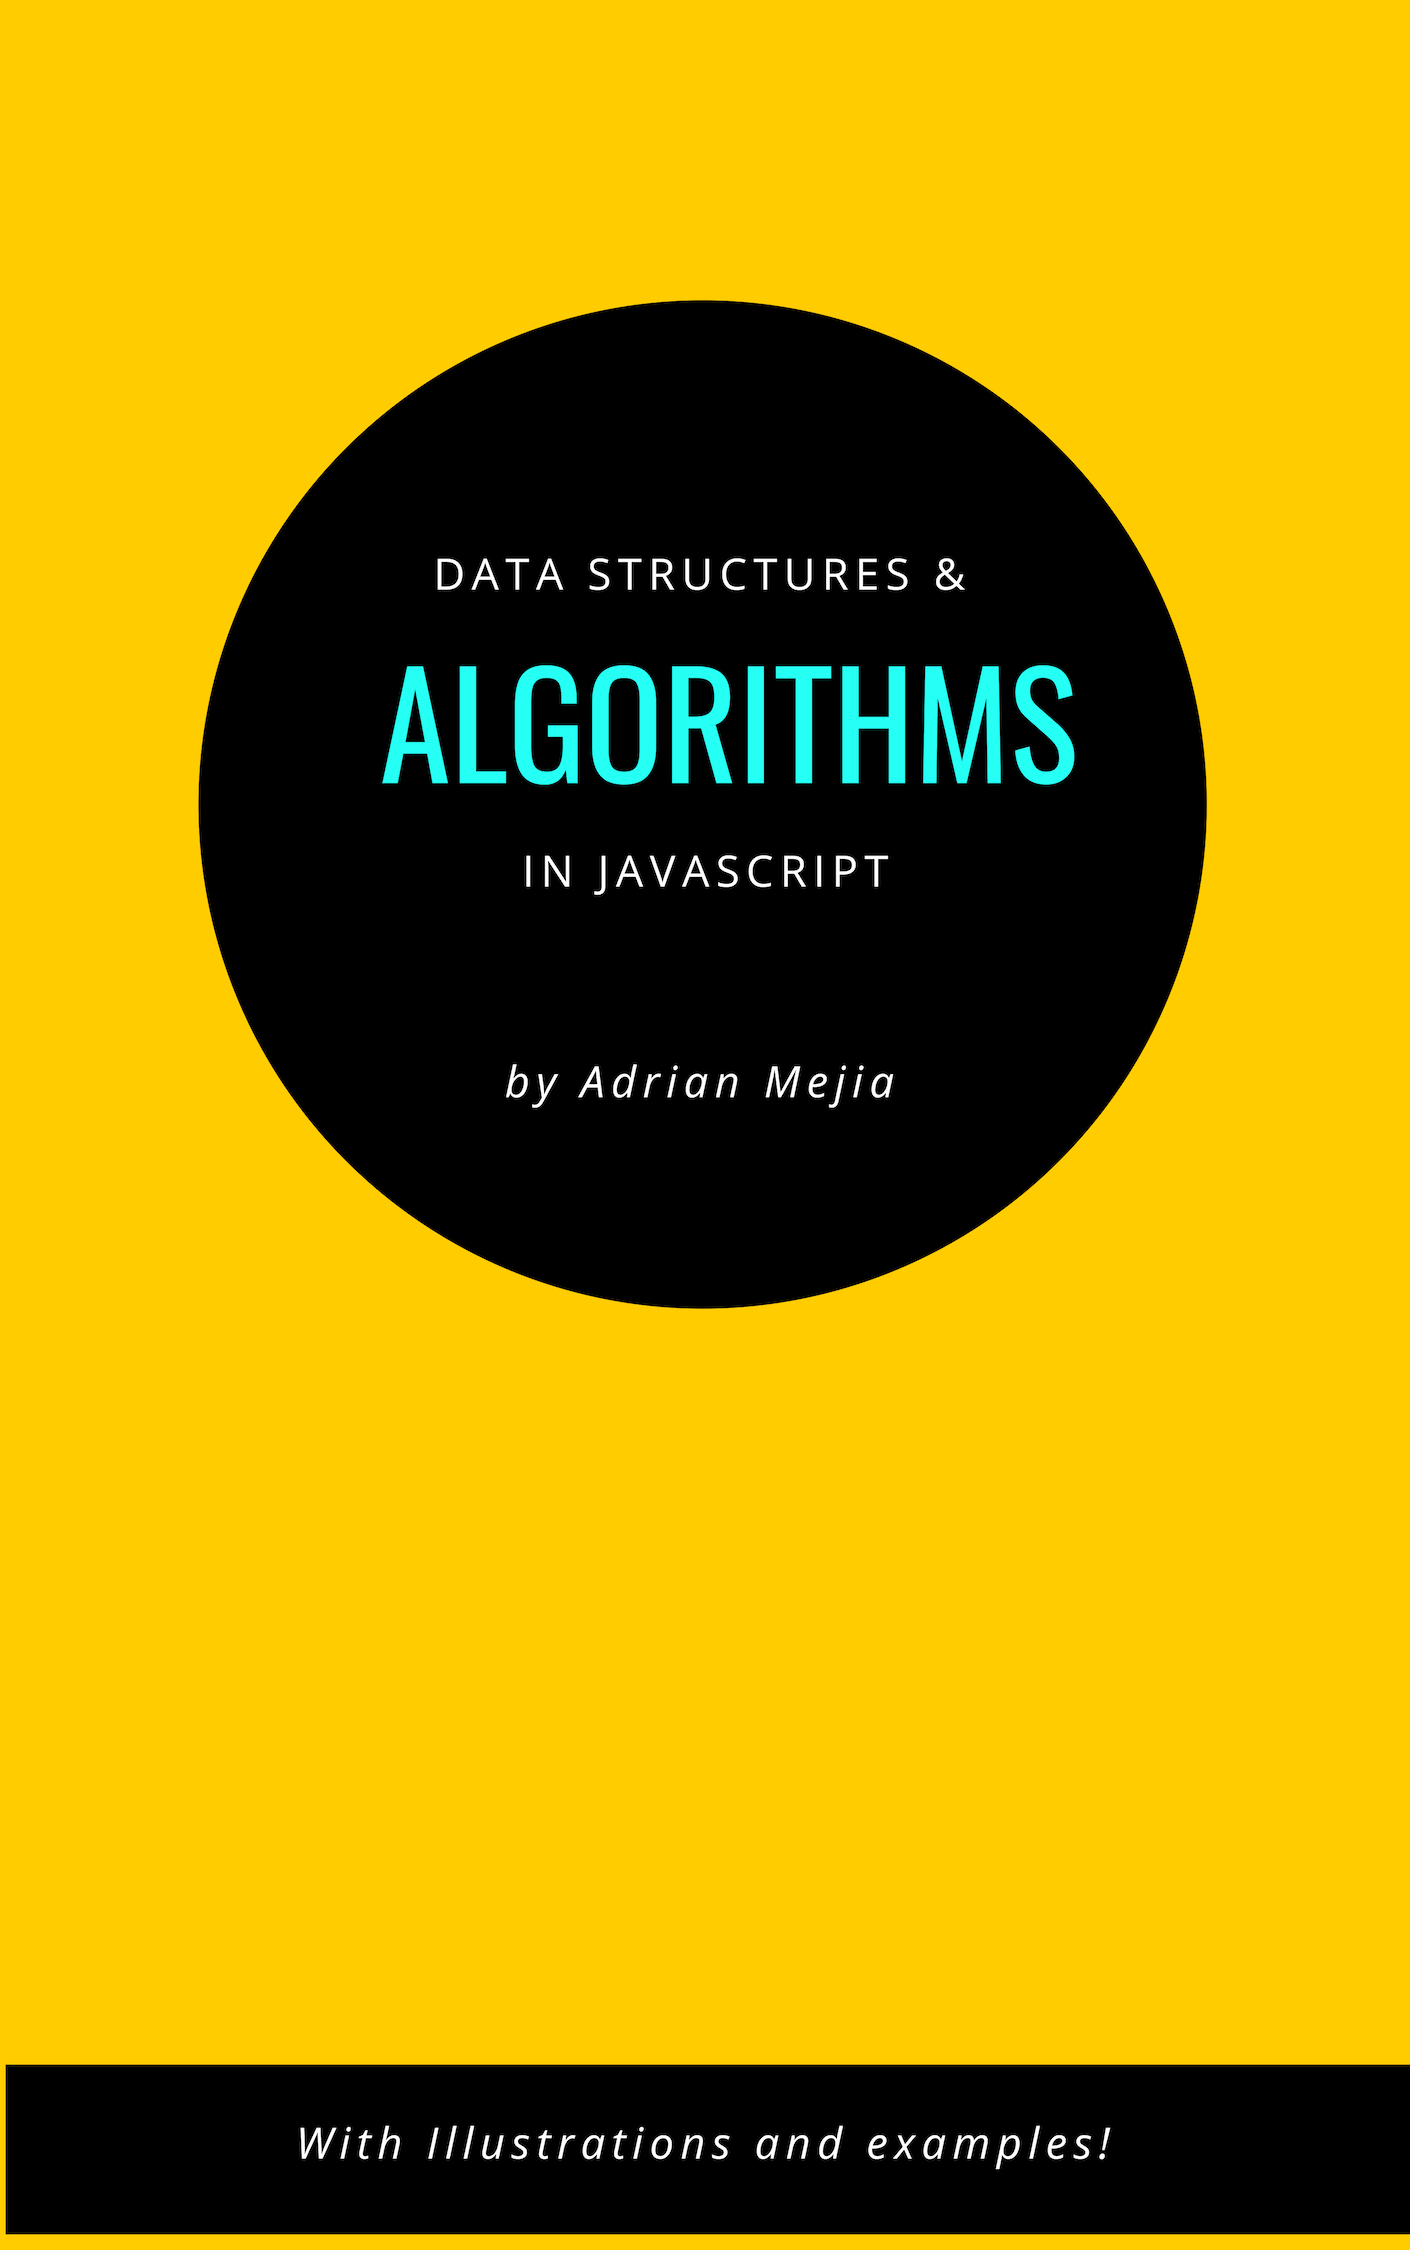 DATA STRUCTURES &
ALGORITHMS
IN JAVASCRIPT
by Adrian Mejia
With Illustrations and examples!